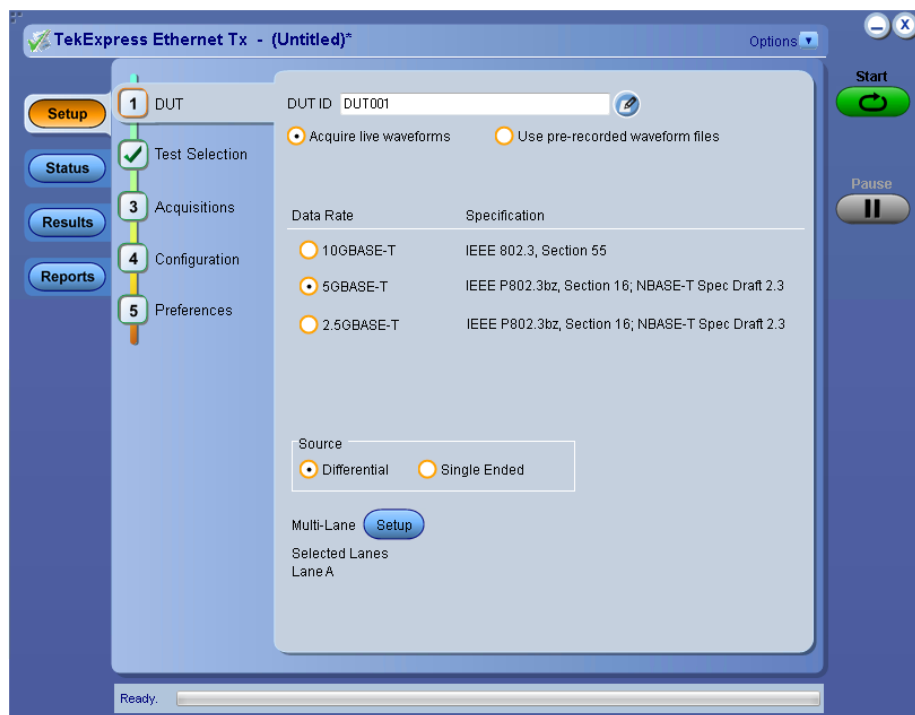 TekExpress Ethernet Tx - (Untitled)*
Options
Start
Pause
Setup
Status
Results
Reports
1 DUT
Test Selection
3 Acquisitions
4 Configuration
5 Preferences
DUT ID DUT001
Acquire live waveforms Use pre-recorded waveform files
Data Rate Specification
10GBASE-T IEEE 802.3, Section 55
5GBASE-T IEEE P802.3bz, Section 16; NBASE-T Spec Draft 2.3
2.5GBASE-T IEEE P802.3bz, Section 16; NBASE-T Spec Draft 2.3
Source
Differential Single Ended
Multi-Lane Setup
Selected Lanes
Lane A
Ready.